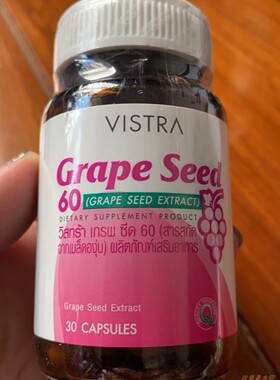 VISTRA
Grape Seed
60 (GRAPE SEED EXTRACT)
DIETARY SUPPLEMENT PRODUCT
วิสทร้า เกรพ ซีด 60 (สารสกัด
จากเมล็ดองุ่น) ผลิตภัณฑ์เสริมอาหาร
Grape Seed Extract
30 CAPSULES